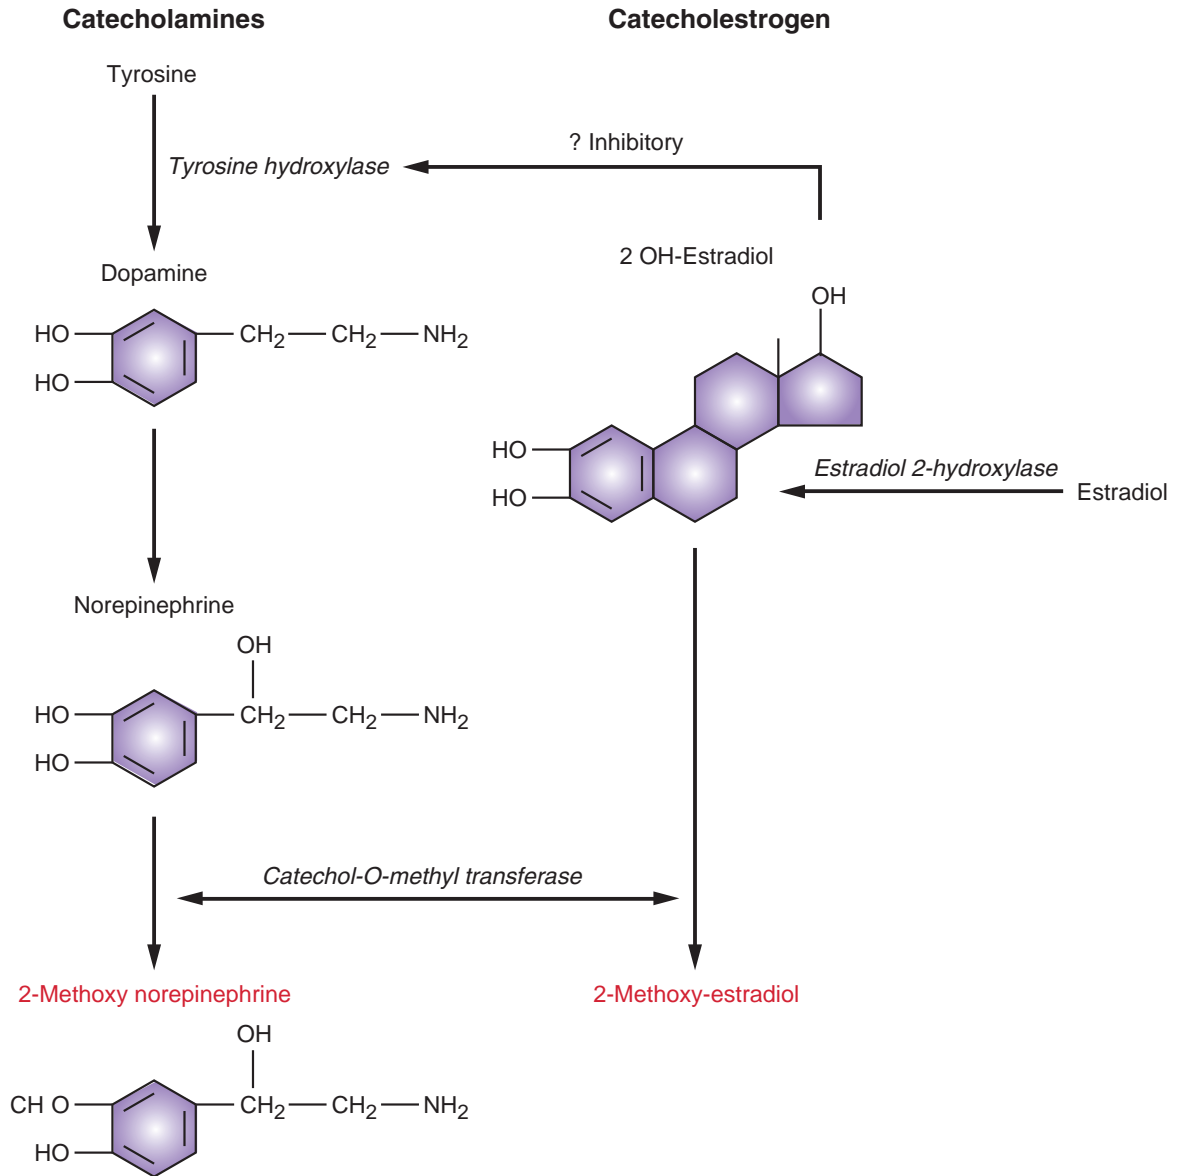 Catecholamines
Catecholestrogen
Tyrosine
? Inhibitory
Tyrosine hydroxylase
2 OH-Estradiol
Dopamine
OH
HO
CH2
CH2
NH2
HO
HO
HO
Estradiol 2-hydroxylase
Estradiol
Norepinephrine
OH
HO
CH2
CH2
NH2
HO
Catechol-O-methyl transferase
2-Methoxy norepinephrine
2-Methoxy-estradiol
OH
CH O
CH2
CH2
NH2
HO